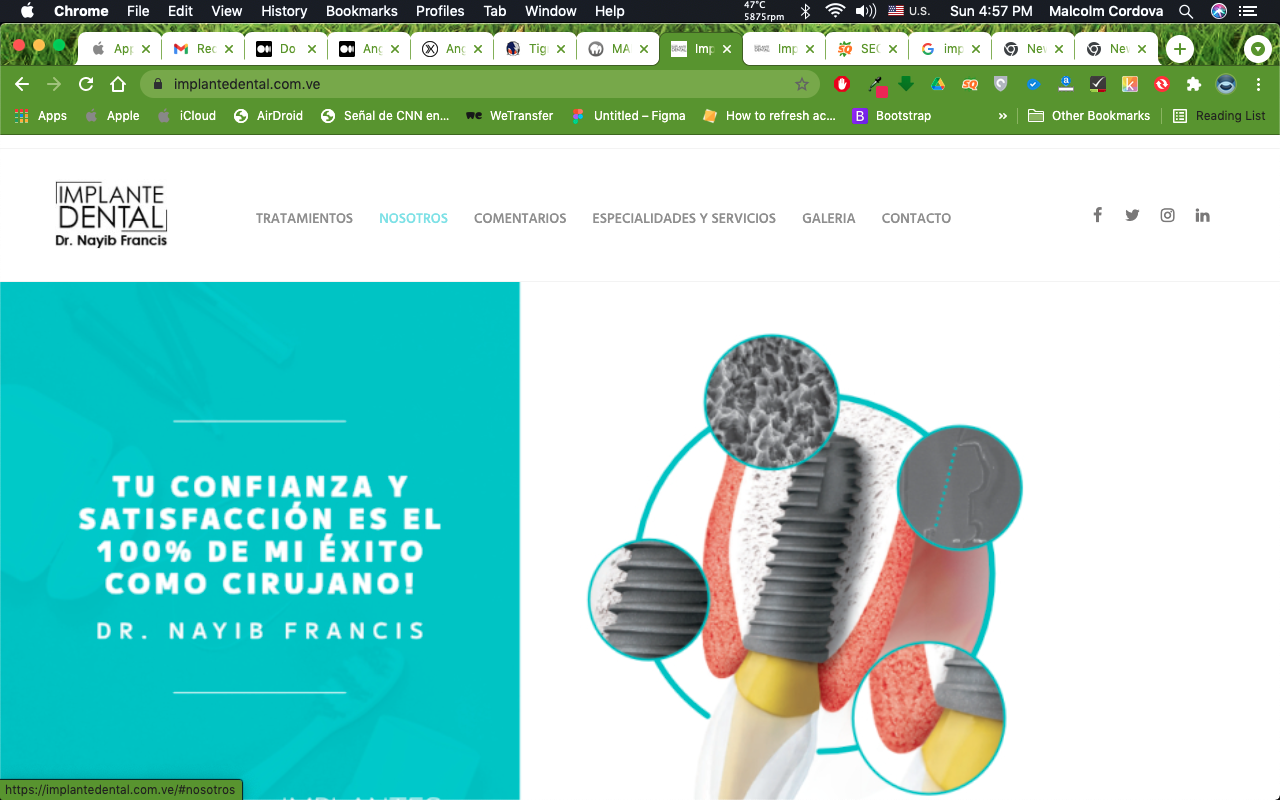 Chrome File Edit View History Bookmarks Profiles Tab Window Help 47°C 5875rpm U.S. Sun 4:57 PM Malcolm Cordova
App Rec Do Ang Ang Tig MA Imp Imp SEC imp Nev Nev
implantedental.com.ve
Apps Apple iCloud AirDroid Señal de CNN en... WeTransfer Untitled – Figma How to refresh ac... Bootstrap » Other Bookmarks Reading List
IMPLANTE
DENTAL
Dr. Nayib Francis
TRATAMIENTOS NOSOTROS COMENTARIOS ESPECIALIDADES Y SERVICIOS GALERIA CONTACTO
TU CONFIANZA Y
SATISFACCIÓN ES EL
100% DE MI ÉXITO
COMO CIRUJANO!
DR. NAYIB FRANCIS
https://implantedental.com.ve/#nosotros